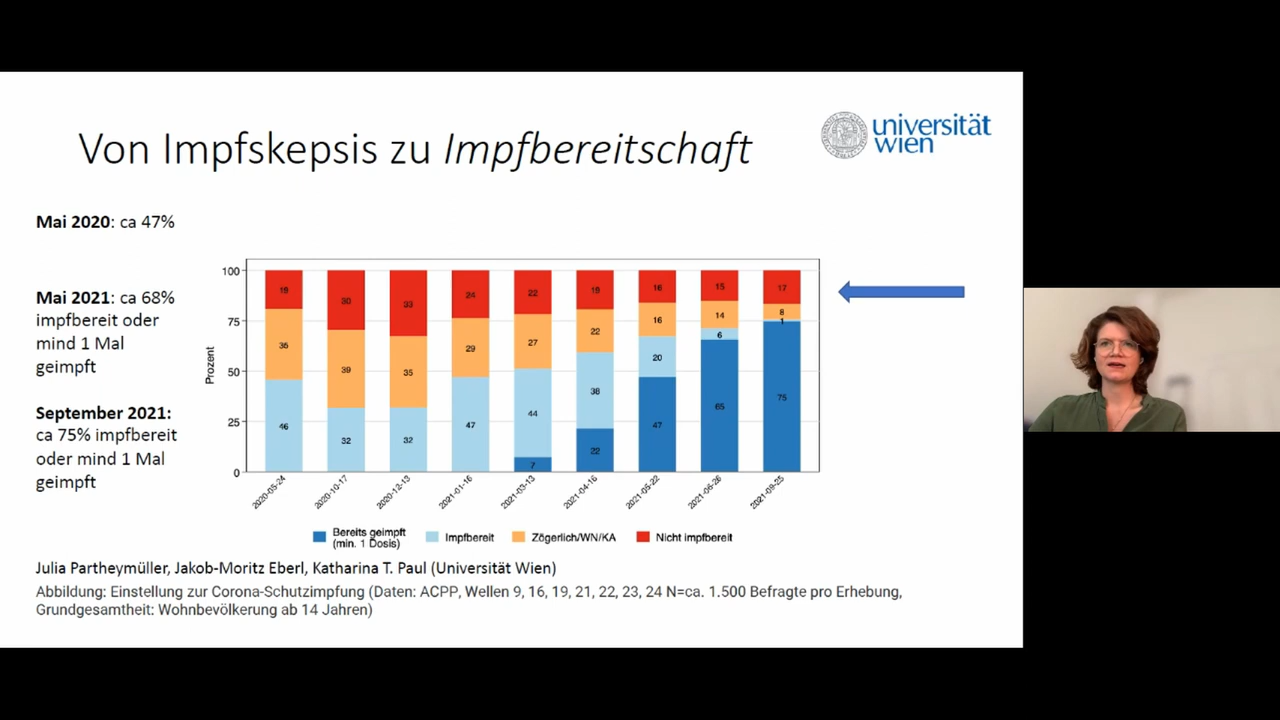 Von Impfskepsis zu Impfbereitschaft
universität
wien
Mai 2020: ca 47%
Mai 2021: ca 68%
impfbereit oder
mind 1 Mal
geimpft
September 2021:
ca 75% impfbereit
oder mind 1 Mal
geimpft
Prozent
100
75
50
25
0
19
35
46
30
39
32
33
35
32
24
29
47
22
27
44
7
19
22
38
22
16
16
20
47
15
14
6
65
17
8
1
75
2020-05-24
2020-10-17
2020-12-13
2021-01-16
2021-03-13
2021-04-16
2021-05-22
2021-06-26
2021-09-25
Bereits geimpft
(min. 1 Dosis)
Impfbereit
Zögerlich/WN/KA
Nicht impfbereit
Julia Partheymüller, Jakob-Moritz Eberl, Katharina T. Paul (Universität Wien)
Abbildung: Einstellung zur Corona-Schutzimpfung (Daten: ACPP, Wellen 9, 16, 19, 21, 22, 23, 24 N=ca. 1.500 Befragte pro Erhebung,
Grundgesamtheit: Wohnbevölkerung ab 14 Jahren)